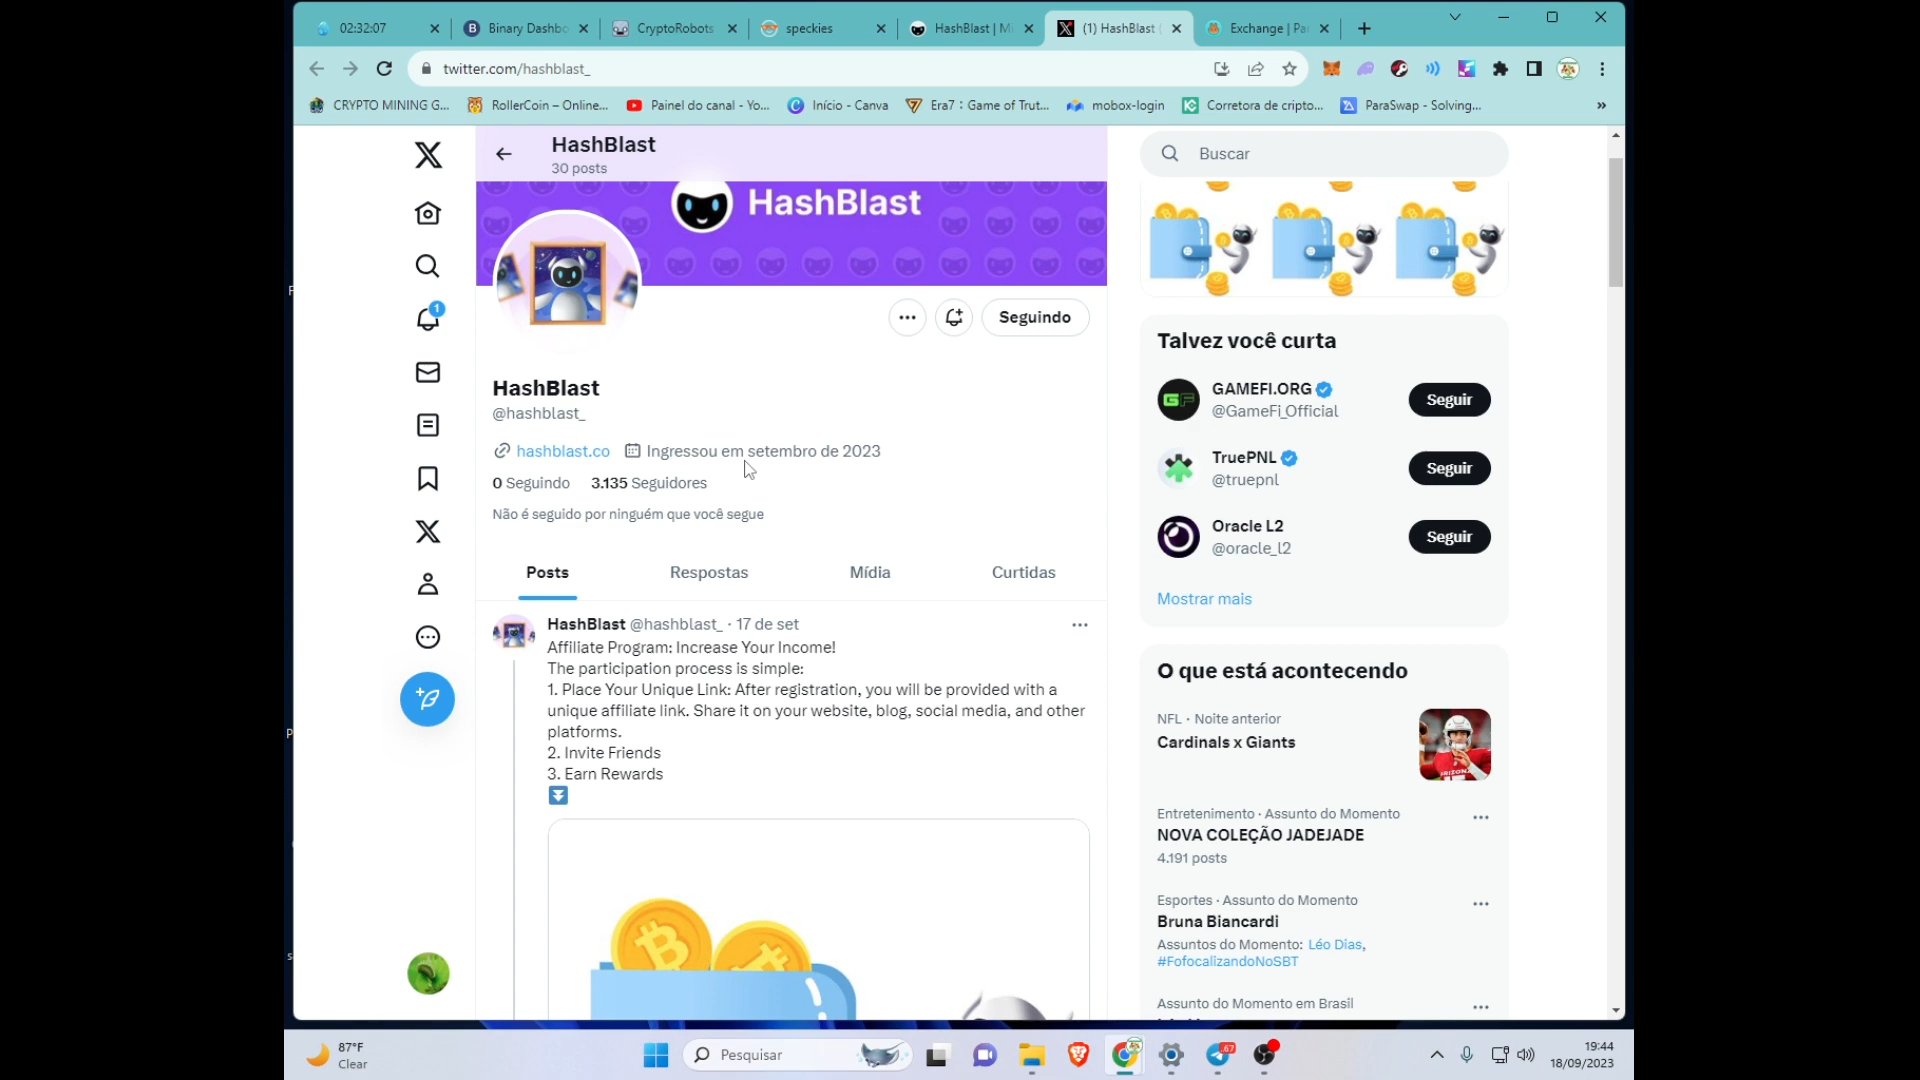 02:32:07
Binary Dashbo
CryptoRobots
speckies
HashBlast | Mi
(1) HashBlast (
Exchange | Pa
twitter.com/hashblast_
CRYPTO MINING G...
RollerCoin – Online...
Painel do canal - Yo...
Início - Canva
Era7 : Game of Trut...
mobox-login
Corretora de cripto...
ParaSwap - Solving...
»
HashBlast
30 posts
HashBlast
Buscar
Seguindo
HashBlast
@hashblast_
hashblast.co
Ingressou em setembro de 2023
0 Seguindo
3.135 Seguidores
Não é seguido por ninguém que você segue
Posts
Respostas
Mídia
Curtidas
HashBlast @hashblast_ · 17 de set
Affiliate Program: Increase Your Income!
The participation process is simple:
1. Place Your Unique Link: After registration, you will be provided with a
unique affiliate link. Share it on your website, blog, social media, and other
platforms.
2. Invite Friends
3. Earn Rewards
Talvez você curta
GAMEFI.ORG
@GameFi_Official
Seguir
TruePNL
@truepnl
Seguir
Oracle L2
@oracle_l2
Seguir
Mostrar mais
O que está acontecendo
NFL · Noite anterior
Cardinals x Giants
Entretenimento · Assunto do Momento
NOVA COLEÇÃO JADEJADE
4.191 posts
Esportes · Assunto do Momento
Bruna Biancardi
Assuntos do Momento: Léo Dias,
#FofocalizandoNoSBT
Assunto do Momento em Brasil
87°F
Clear
Pesquisar
67
19:44
18/09/2023